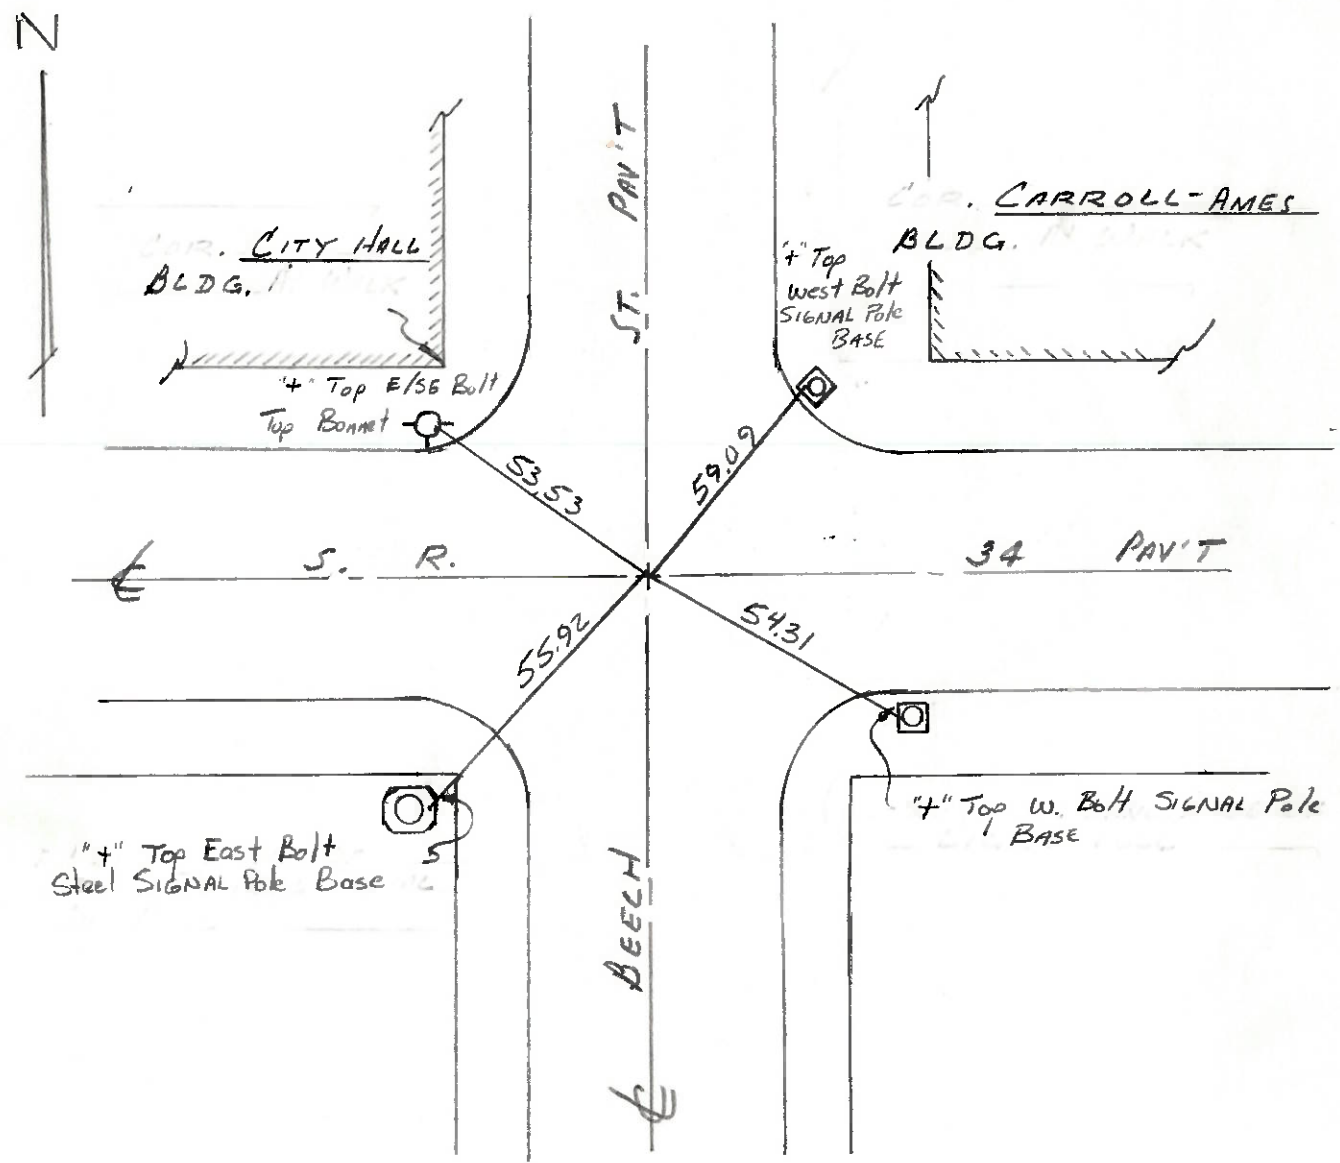 N
ST. PAV'T
COR. CITY HALL
BLDG.
COR. CARROLL-AMES
BLDG.
"+" Top
West Bolt
SIGNAL Pole
BASE
"+" Top E/SE Bolt
Top Bonnet
53.53
59.09
℄ S. R. 34 PAV'T
55.92
54.31
"+" Top W. Bolt SIGNAL Pole
BASE
"+" Top East Bolt
Steel SIGNAL Pole Base
5
BEECH
℄